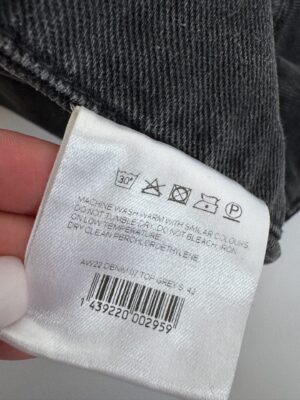 30°
P
MACHINE WASH WARM WITH SIMILAR COLOURS.
DO NOT TUMBLE DRY. DO NOT BLEACH. IRON
ON LOW TEMPERATURE.
DRY CLEAN PERCHLOROETHYLENE.
AW22 DENIM 07 TOP GREY S 42
1 439220 002959